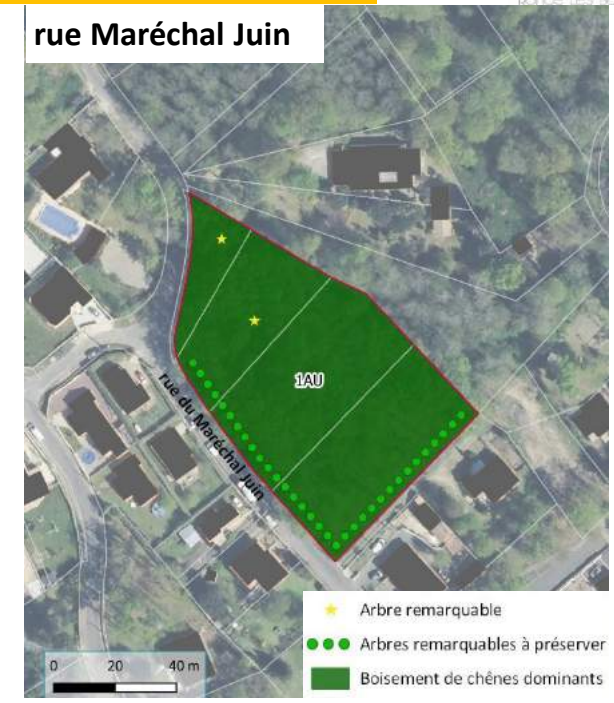 rue Maréchal Juin
1AU
rue du Maréchal Juin
Arbre remarquable
Arbres remarquables à préserver
Boisement de chênes dominants
0 20 40 m